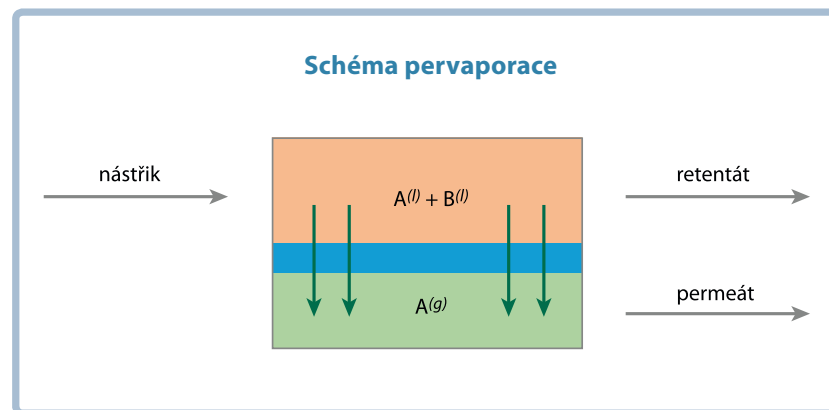 Schéma pervaporace
nástřik
A(l) + B(l)
retentát
A(g)
permeát